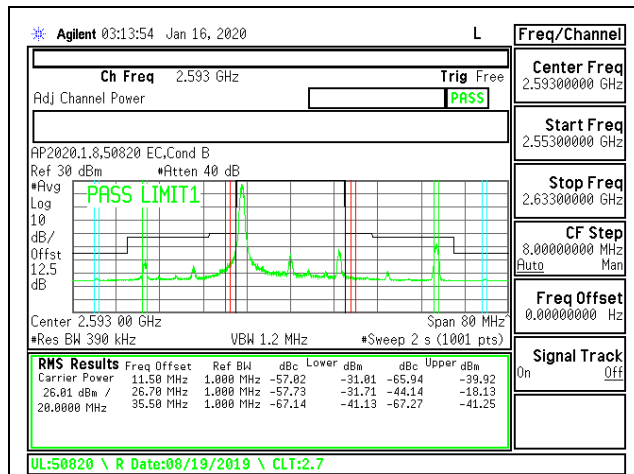 Agilent 03:13:54 Jan 16, 2020 L
Freq/Channel
Ch Freq 2.593 GHz Trig Free
Adj Channel Power PASS
AP2020.1.8,50820 EC,Cond B
Ref 30 dBm #Atten 40 dB
#Avg
Log
10
dB/
Offst
12.5
dB
PASS LIMIT1
Center 2.593 00 GHz Span 80 MHz^
#Res BW 390 kHz VBW 1.2 MHz #Sweep 2 s (1001 pts)
RMS Results Freq Offset Ref BW dBc Lower dBm dBc Upper dBm
Carrier Power 11.50 MHz 1.000 MHz -57.02 -31.01 -65.94 -39.92
26.01 dBm / 26.70 MHz 1.000 MHz -57.73 -31.71 -44.14 -18.13
20.0000 MHz 35.50 MHz 1.000 MHz -67.14 -41.13 -67.27 -41.25
UL:50820 \ R Date:08/19/2019 \ CLT:2.7
Center Freq
2.59300000 GHz
Start Freq
2.55300000 GHz
Stop Freq
2.63300000 GHz
CF Step
8.00000000 MHz
Auto Man
Freq Offset
0.00000000 Hz
Signal Track
On Off